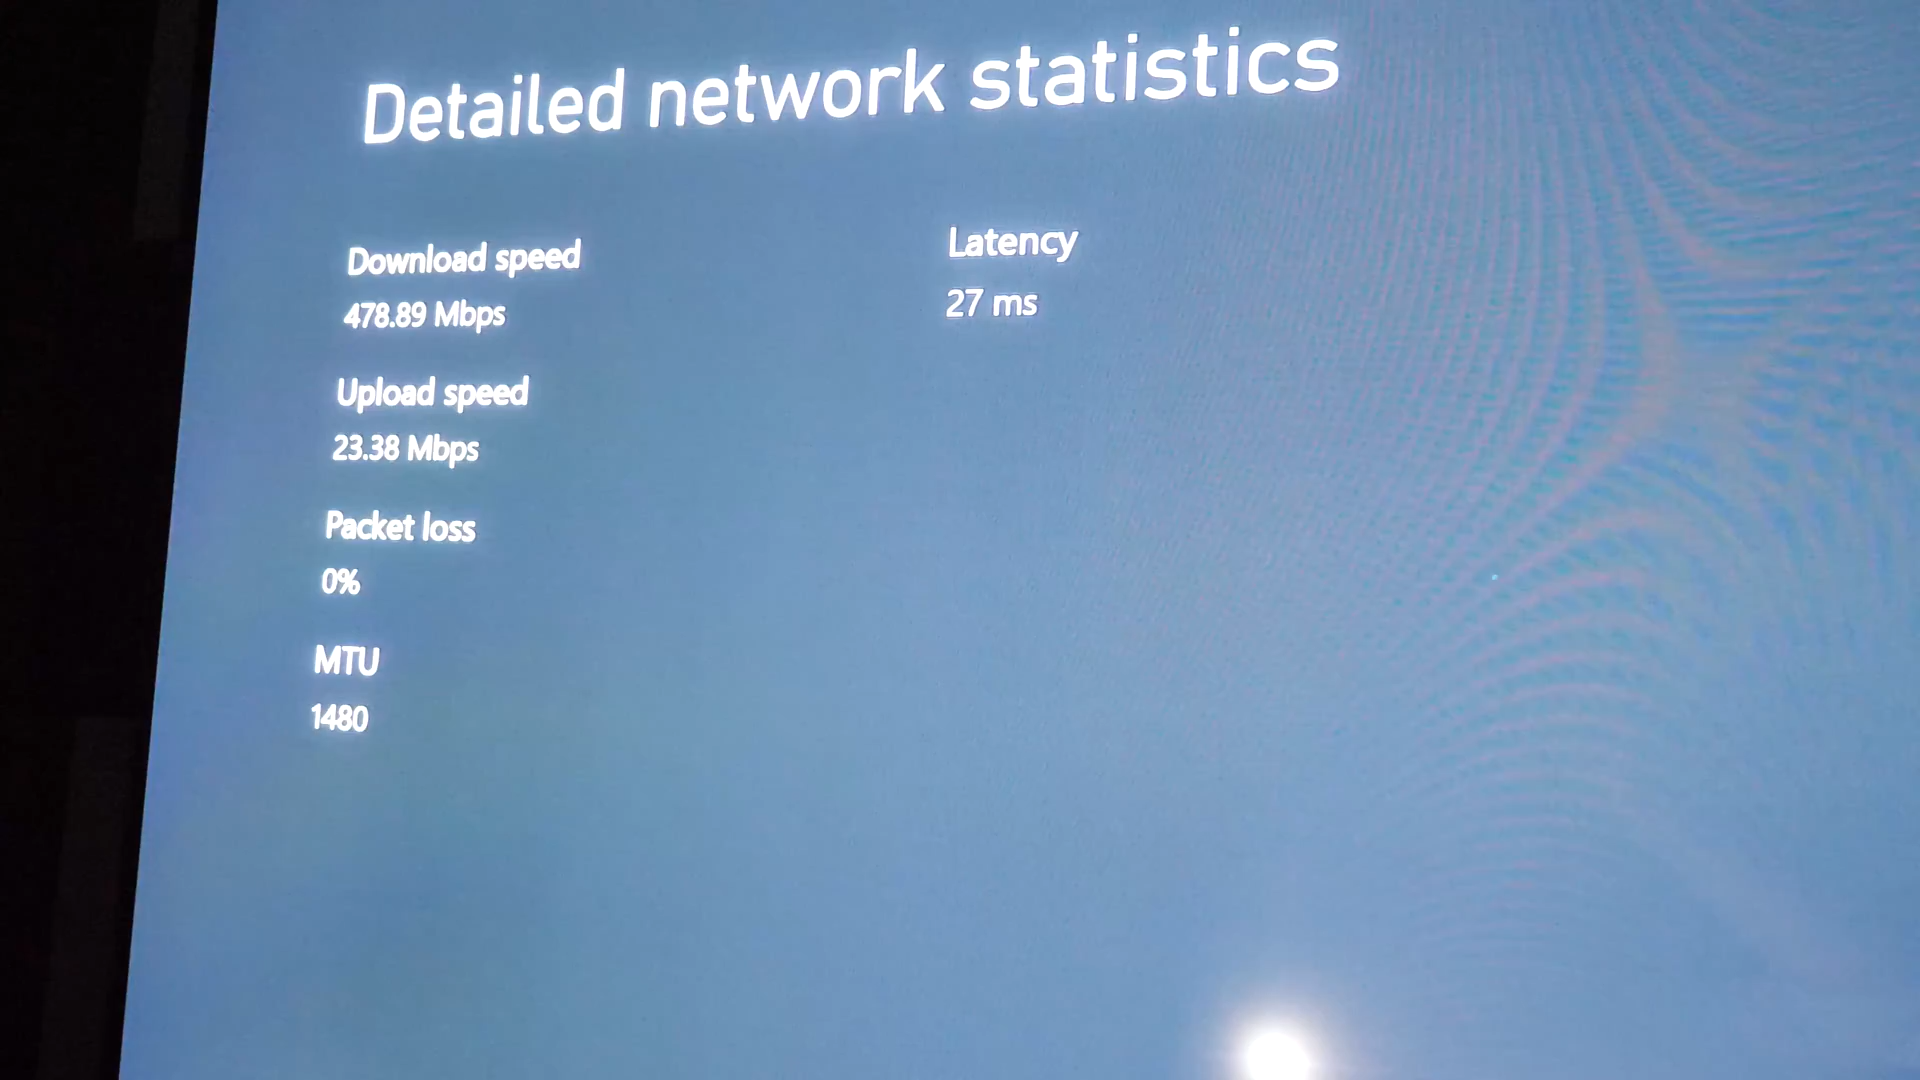 Detailed network statistics
Download speed
478.89 Mbps
Upload speed
23.38 Mbps
Packet loss
0%
MTU
1480
Latency
27 ms